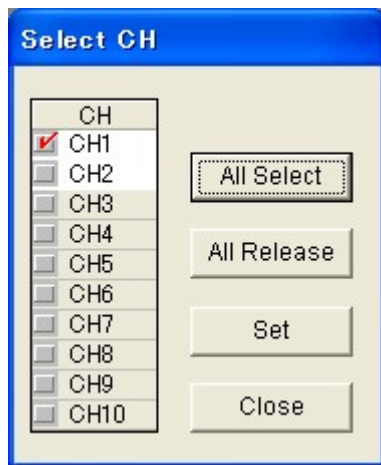 Select CH
CH
CH1
CH2
CH3
CH4
CH5
CH6
CH7
CH8
CH9
CH10
All Select
All Release
Set
Close